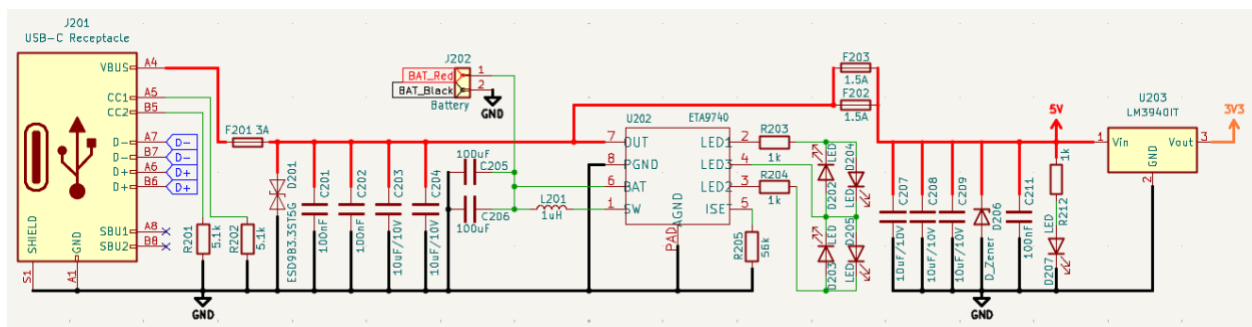 J201
USB-C Receptacle
VBUS A4
CC1 A5
CC2 B5
D- A7 D-
D- B7 D-
D+ A6 D+
D+ B6 D+
SBU1 A8
SBU2 B8
SHIELD
GND
S1
A1
R201
5.1k
R202
5.1k
GND
F201 3A
D201
ESD9B3.3ST5G
C201
100nF
C202
100nF
C203
10uF/10V
C204
10uF/10V
J202
BAT_Red 1
BAT_Black 2
Battery
GND
100uF
C205
C206
100uF
L201
1uH
U202 ETA9740
7 OUT
8 PGND
6 BAT
1 SW
LED1 2
LED3 4
LED2 3
ISET 5
AGND
PAD
R203
1k
R204
1k
R205
56k
LED
D202
D204
LED
LED
D203
D205
LED
F203
1.5A
F202
1.5A
C207
10uF/10V
C208
10uF/10V
C209
10uF/10V
D206
D_Zener
C211
100nF
GND
5V
1k
R212
LED
D207
U203
LM3940IT
1 Vin
Vout 3
GND
2
3V3